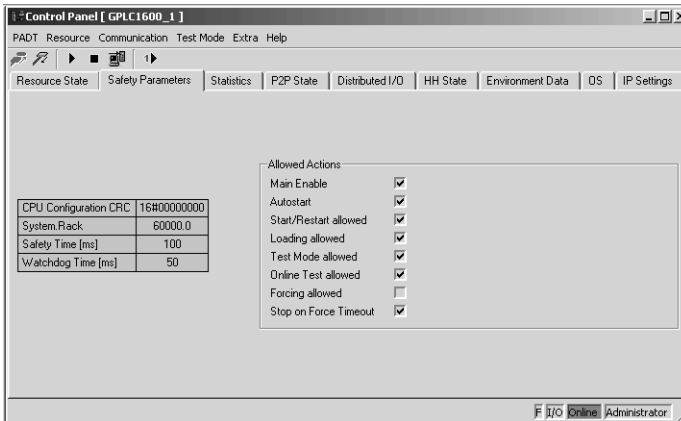 Control Panel [ GPLC1600_1 ]
PADT Resource Communication Test Mode Extra Help
1
Resource State Safety Parameters Statistics P2P State Distributed I/O HH State Environment Data OS IP Settings
Allowed Actions
Main Enable
Autostart
Start/Restart allowed
Loading allowed
Test Mode allowed
Online Test allowed
Forcing allowed
Stop on Force Timeout
CPU Configuration CRC 16#00000000
System.Rack 60000.0
Safety Time [ms] 100
Watchdog Time [ms] 50
F I/O Online Administrator